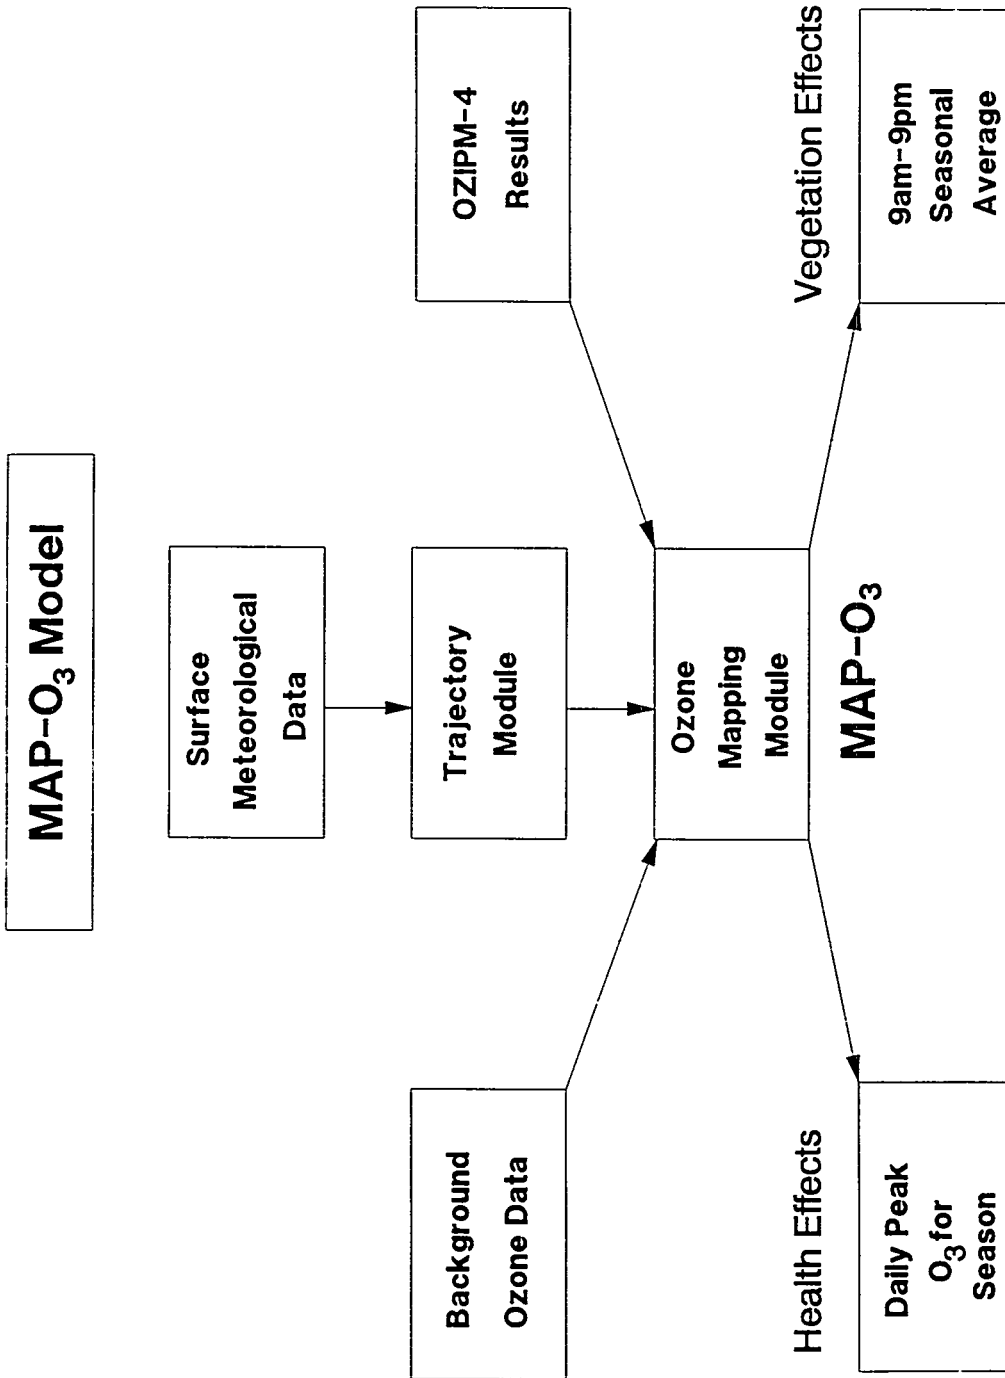 MAP-O₃ Model
Surface
Meteorological
Data
Background
Ozone Data
Trajectory
Module
OZIPM-4
Results
Ozone
Mapping
Module
MAP-O₃
Health Effects
Daily Peak
O₃ for
Season
Vegetation Effects
9am-9pm
Seasonal
Average